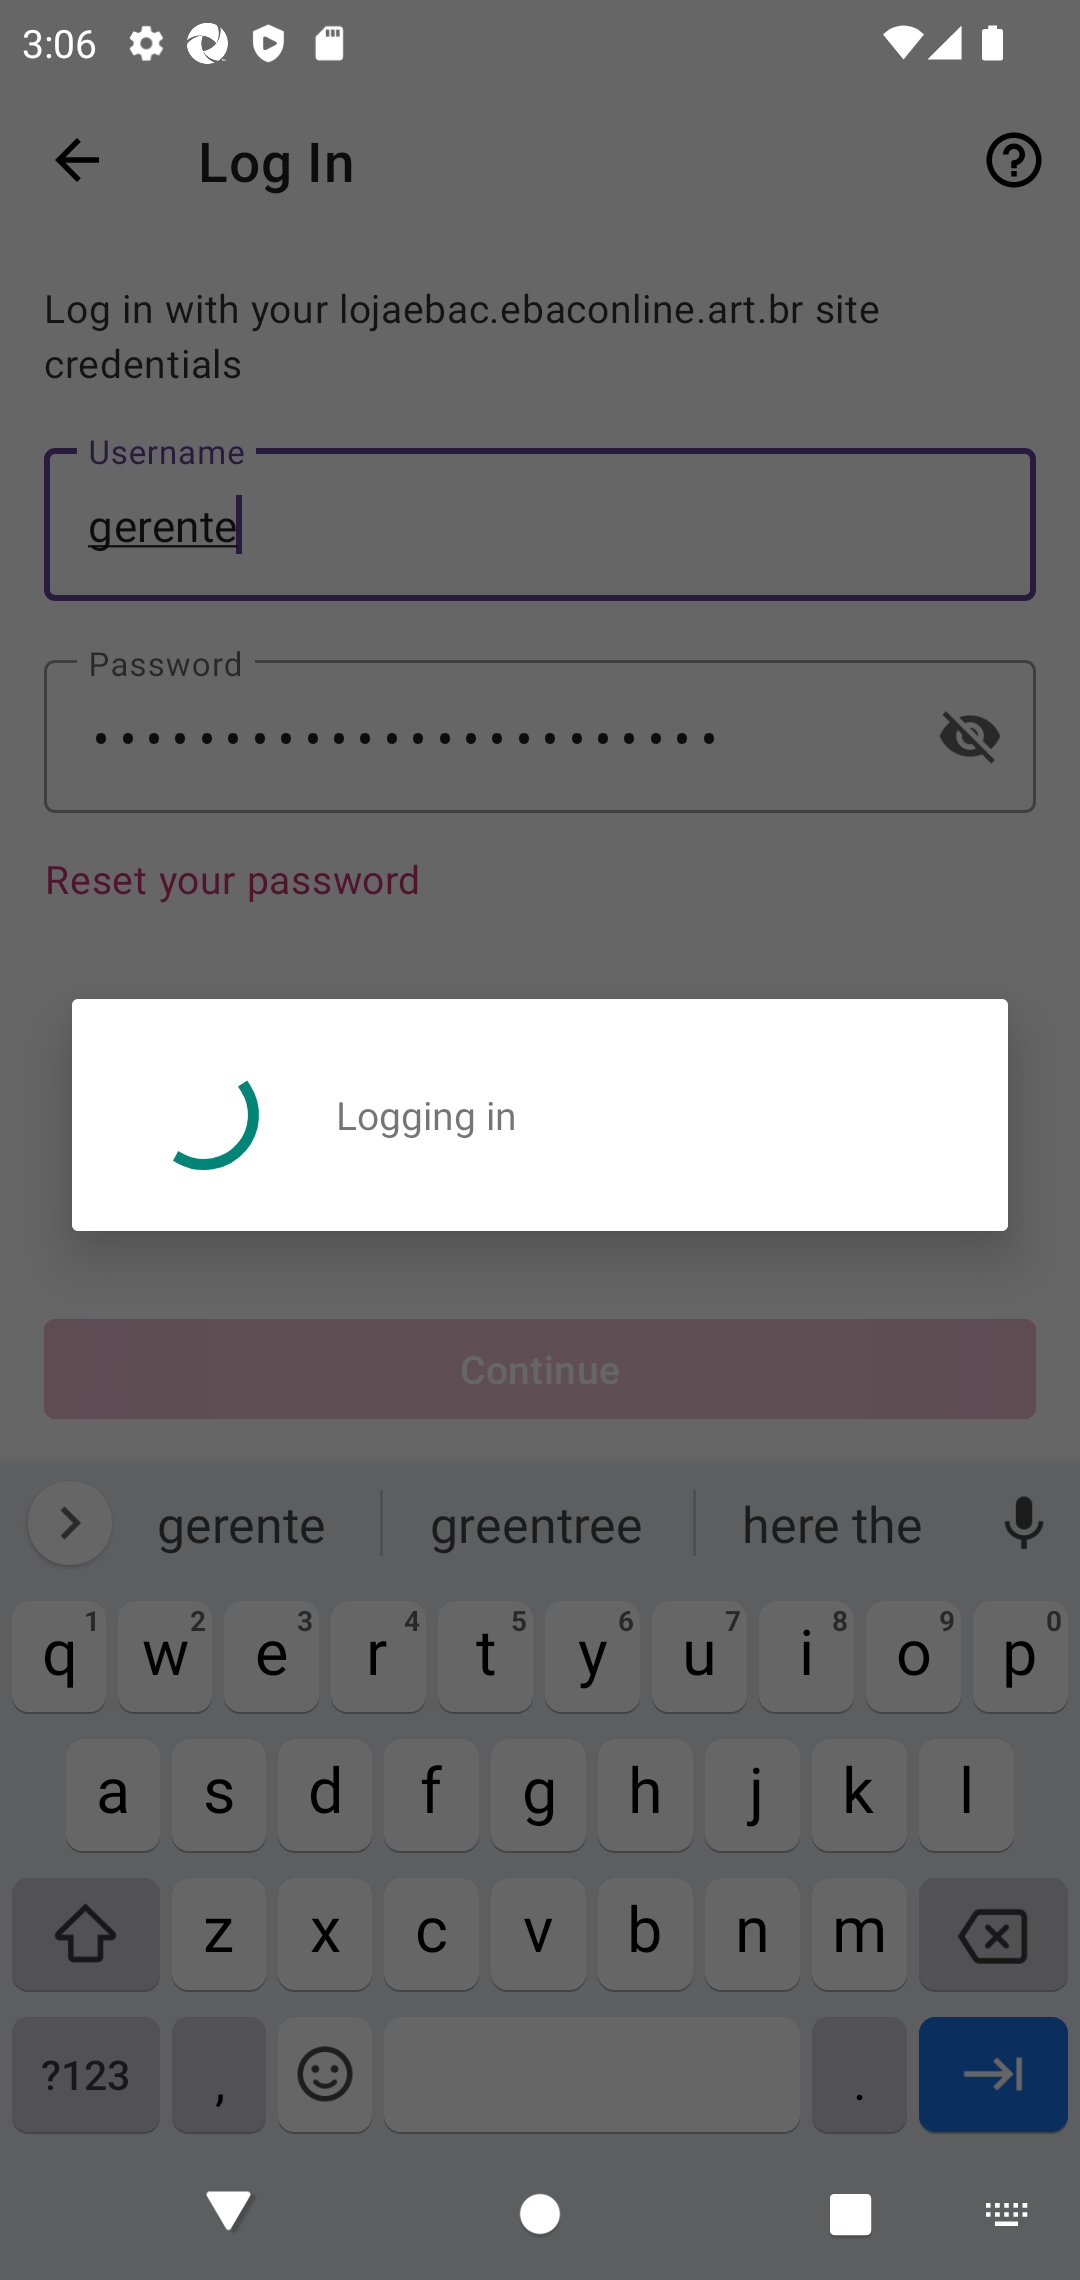 3:06
Log In
Log in with your lojaebac.ebaconline.art.br site
credentials
Username
gerente
Password
Reset your password
Logging in
Continue
gerente greentree here the
1 2 3 4 5 6 7 8 9 0
q w e r t y u i o p
a s d f g h j k l
z x c v b n m
?123 , .